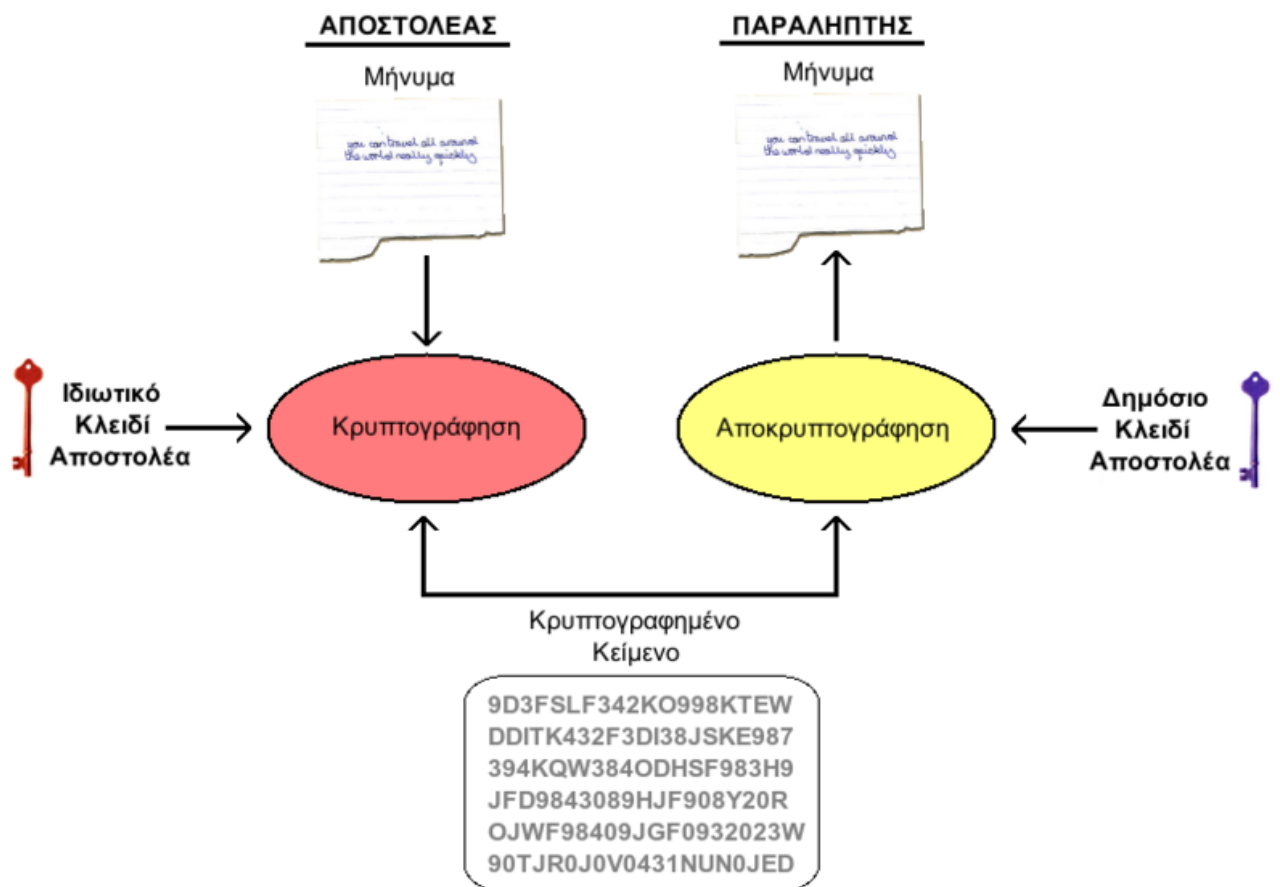 ΑΠΟΣΤΟΛΕΑΣ
Μήνυμα
you can travel all around
the world really quickly
ΠΑΡΑΛΗΠΤΗΣ
Μήνυμα
you can travel all around
the world really quickly
Ιδιωτικό
Κλειδί
Αποστολέα
Κρυπτογράφηση
Αποκρυπτογράφηση
Δημόσιο
Κλειδί
Αποστολέα
Κρυπτογραφημένο
Κείμενο
9D3FSLF342KO998KTEW
DDITK432F3DI38JSKE987
394KQW384ODHSF983H9
JFD9843089HJF908Y20R
OJWF98409JGF0932023W
90TJR0J0V0431NUN0JED